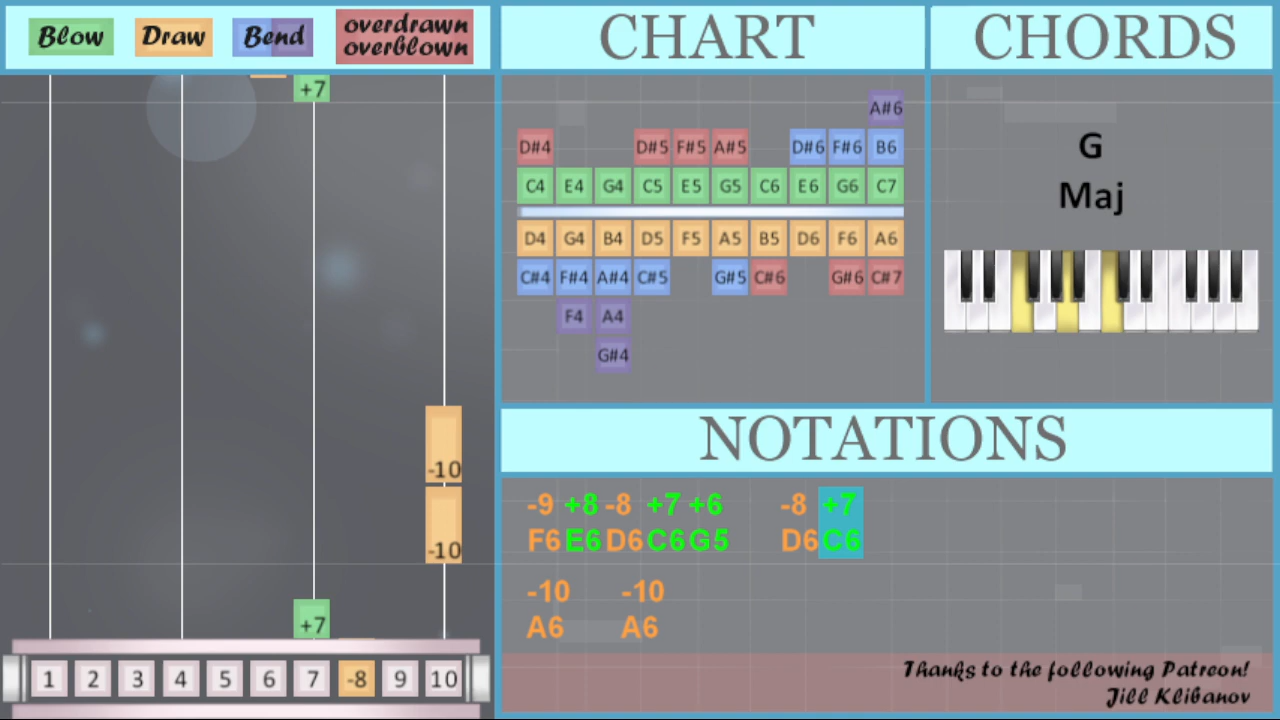 Blow Draw Bend overdrawn
overblown
CHART
CHORDS
+7
-10
-10
+7
1 2 3 4 5 6 7 -8 9 10
A#6
D#4 D#5 F#5 A#5 D#6 F#6 B6
C4 E4 G4 C5 E5 G5 C6 E6 G6 C7
D4 G4 B4 D5 F5 A5 B5 D6 F6 A6
C#4 F#4 A#4 C#5 G#5 C#6 G#6 C#7
F4 A4
G#4
G
Maj
NOTATIONS
-9 +8 -8 +7 +6 -8 +7
F6 E6 D6 C6 G5 D6 C6
-10 -10
A6 A6
Thanks to the following Patreon!
Jill Klibanov